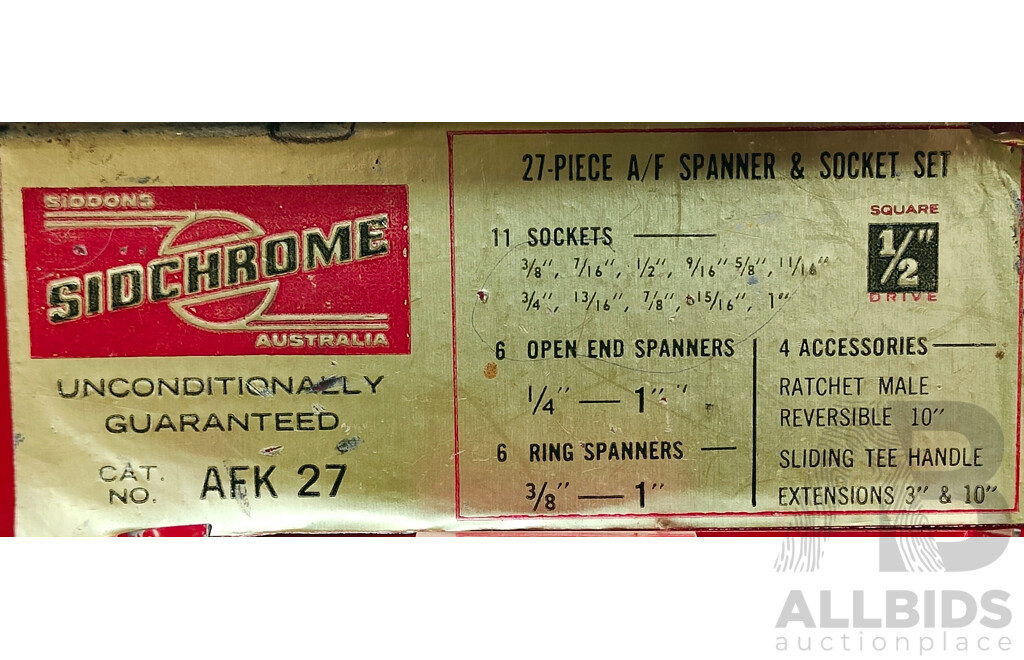 SIDDONS
SIDCHROME
AUSTRALIA
UNCONDITIONALLY
GUARANTEED
CAT.
NO. AFK 27
27-PIECE A/F SPANNER & SOCKET SET
11 SOCKETS
3/8", 7/16", 1/2", 9/16" 5/8", 11/16"
3/4", 13/16", 7/8", 15/16", 1"
SQUARE
1/2"
DRIVE
6 OPEN END SPANNERS
1/4" — 1"
6 RING SPANNERS —
3/8" — 1"
4 ACCESSORIES
RATCHET MALE
REVERSIBLE 10"
SLIDING TEE HANDLE
EXTENSIONS 3" & 10"
ALLBIDS
auctionplace